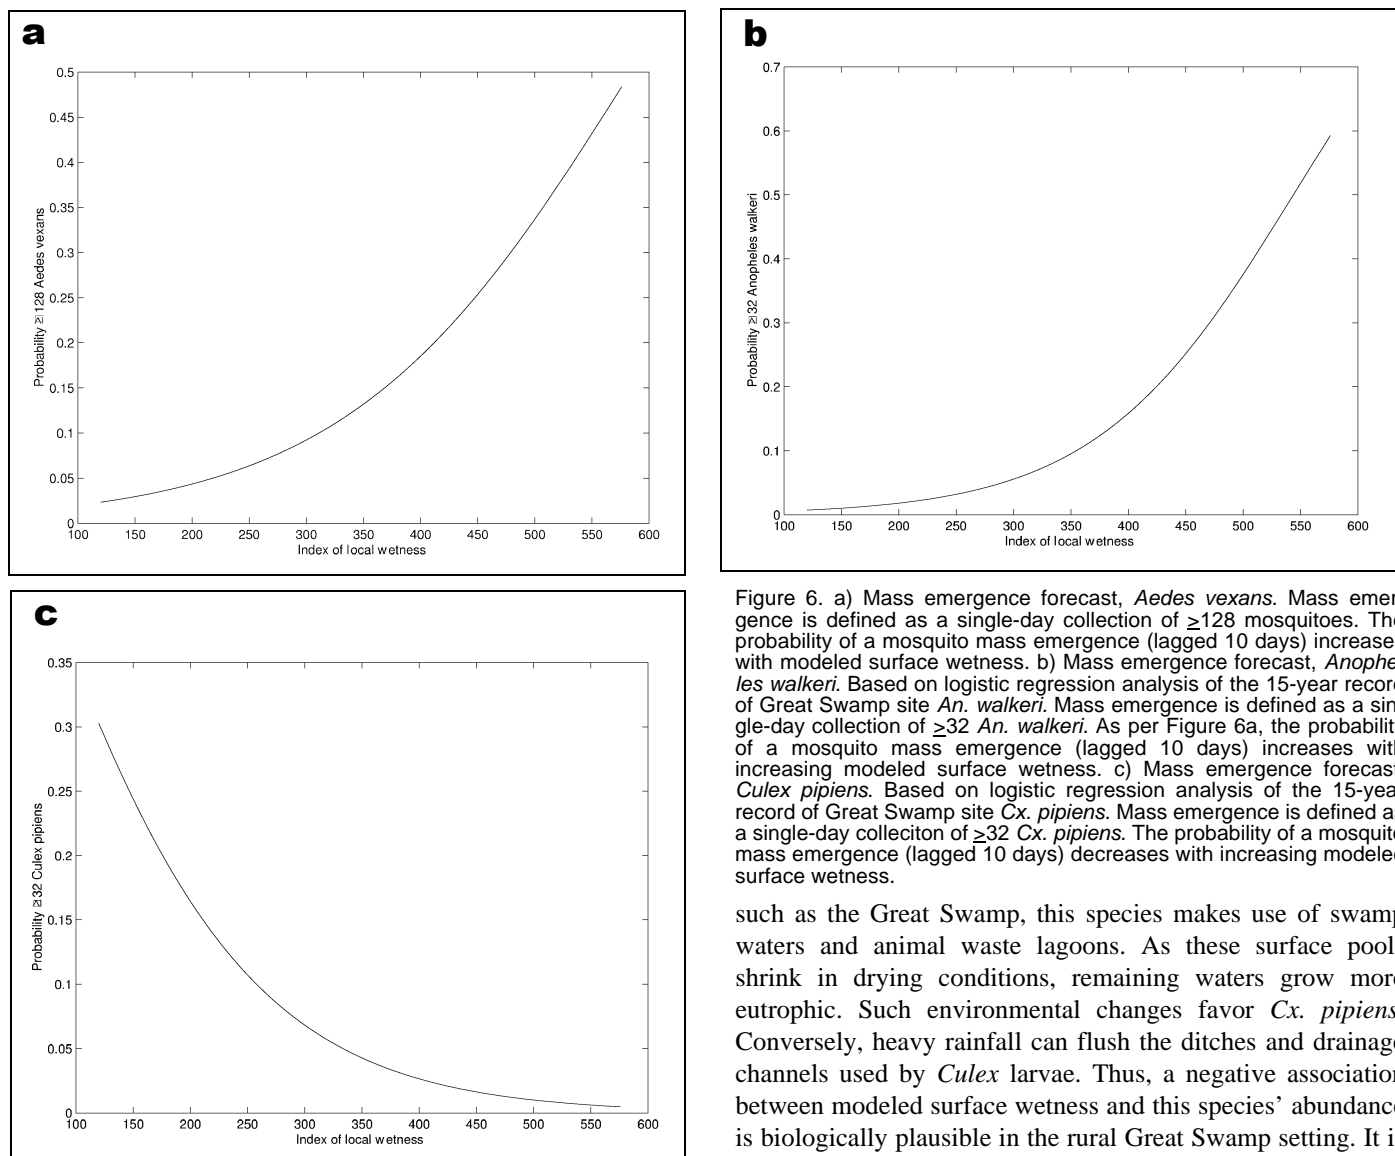 a
0.5
0.45
0.4
0.35
0.3
0.25
0.2
0.15
0.1
0.05
0
100 150 200 250 300 350 400 450 500 550 600
Index of local wetness
Probability ≥128 Aedes vexans
b
0.7
0.6
0.5
0.4
0.3
0.2
0.1
0
100 150 200 250 300 350 400 450 500 550 600
Index of local wetness
Probability ≥32 Anopheles walkeri
c
0.35
0.3
0.25
0.2
0.15
0.1
0.05
0
100 150 200 250 300 350 400 450 500 550 600
Index of local wetness
Probability ≥32 Culex pipiens
Figure 6. a) Mass emergence forecast, Aedes vexans. Mass emer
gence is defined as a single-day collection of ≥128 mosquitoes. The
probability of a mosquito mass emergence (lagged 10 days) increase
with modeled surface wetness. b) Mass emergence forecast, Anophe
les walkeri. Based on logistic regression analysis of the 15-year record
of Great Swamp site An. walkeri. Mass emergence is defined as a sin
gle-day collection of ≥32 An. walkeri. As per Figure 6a, the probability
of a mosquito mass emergence (lagged 10 days) increases with
increasing modeled surface wetness. c) Mass emergence forecast
Culex pipiens. Based on logistic regression analysis of the 15-yea
record of Great Swamp site Cx. pipiens. Mass emergence is defined as
a single-day colleciton of ≥32 Cx. pipiens. The probability of a mosquito
mass emergence (lagged 10 days) decreases with increasing modeled
surface wetness.
such as the Great Swamp, this species makes use of swamp
waters and animal waste lagoons. As these surface pool
shrink in drying conditions, remaining waters grow more
eutrophic. Such environmental changes favor Cx. pipiens
Conversely, heavy rainfall can flush the ditches and drainage
channels used by Culex larvae. Thus, a negative association
between modeled surface wetness and this species' abundance
is biologically plausible in the rural Great Swamp setting. It i